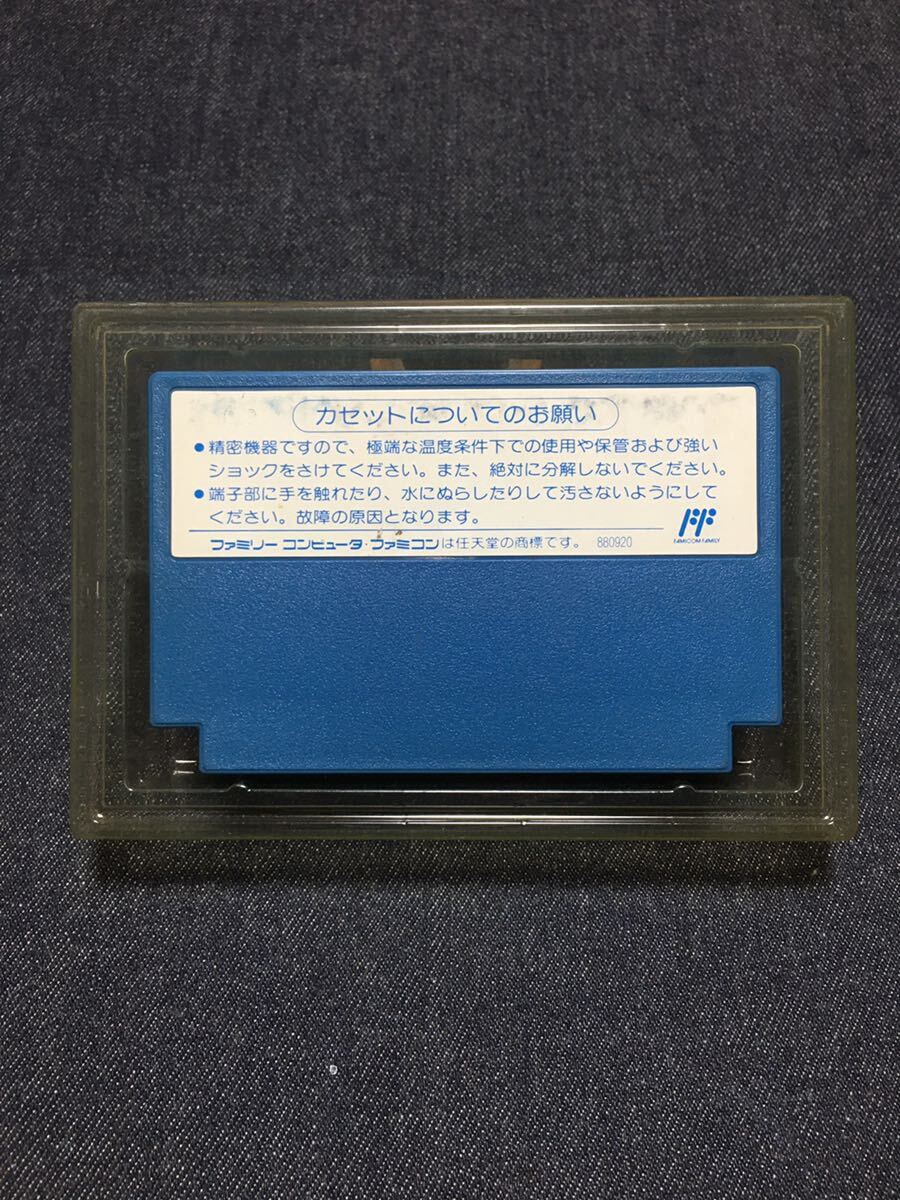 カセットについてのお願い
●精密機器ですので、極端な温度条件下での使用や保管および強い
ショックをさけてください。また、絶対に分解しないでください。
●端子部に手を触れたり、水にぬらしたりして汚さないようにして
ください。故障の原因となります。
FF
FAMICOM FAMILY
ファミリー コンピュータ・ファミコンは任天堂の商標です。 880920